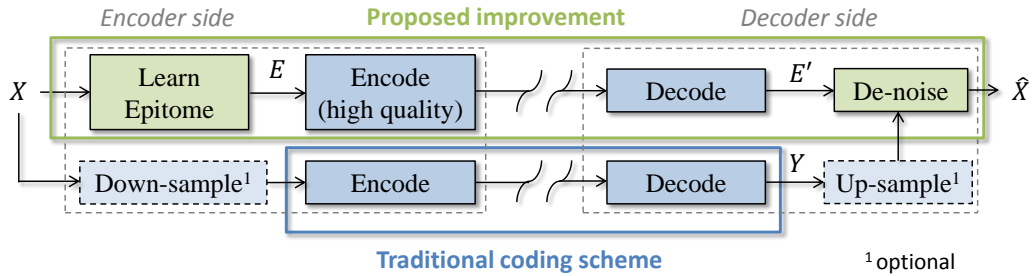 Encoder side
Proposed improvement
Decoder side
X
Learn
Epitome
E
Encode
(high quality)
Decode
E′
De-noise
X̂
Down-sample¹
Encode
Decode
Y
Up-sample¹
Traditional coding scheme
¹ optional